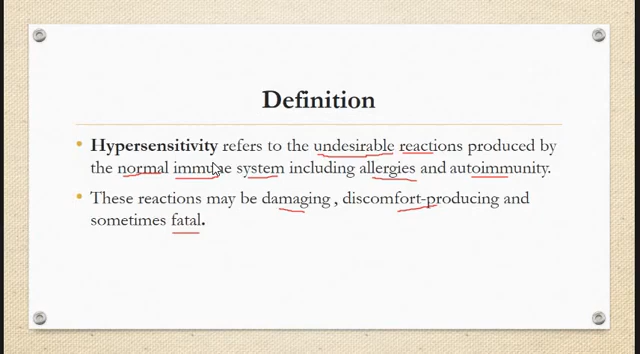 Definition
• Hypersensitivity refers to the undesirable reactions produced by
the normal immune system including allergies and autoimmunity.
• These reactions may be damaging , discomfort-producing and
sometimes fatal.